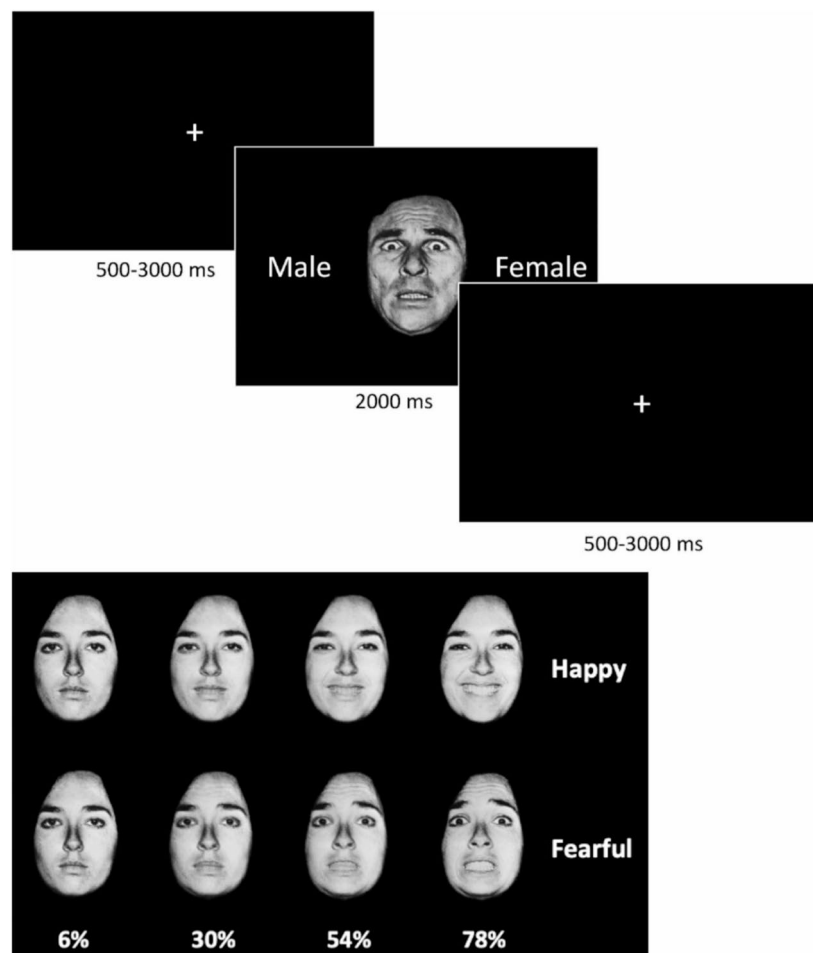 +
500-3000 ms
Male Female
2000 ms
+
500-3000 ms
Happy
Fearful
6% 30% 54% 78%